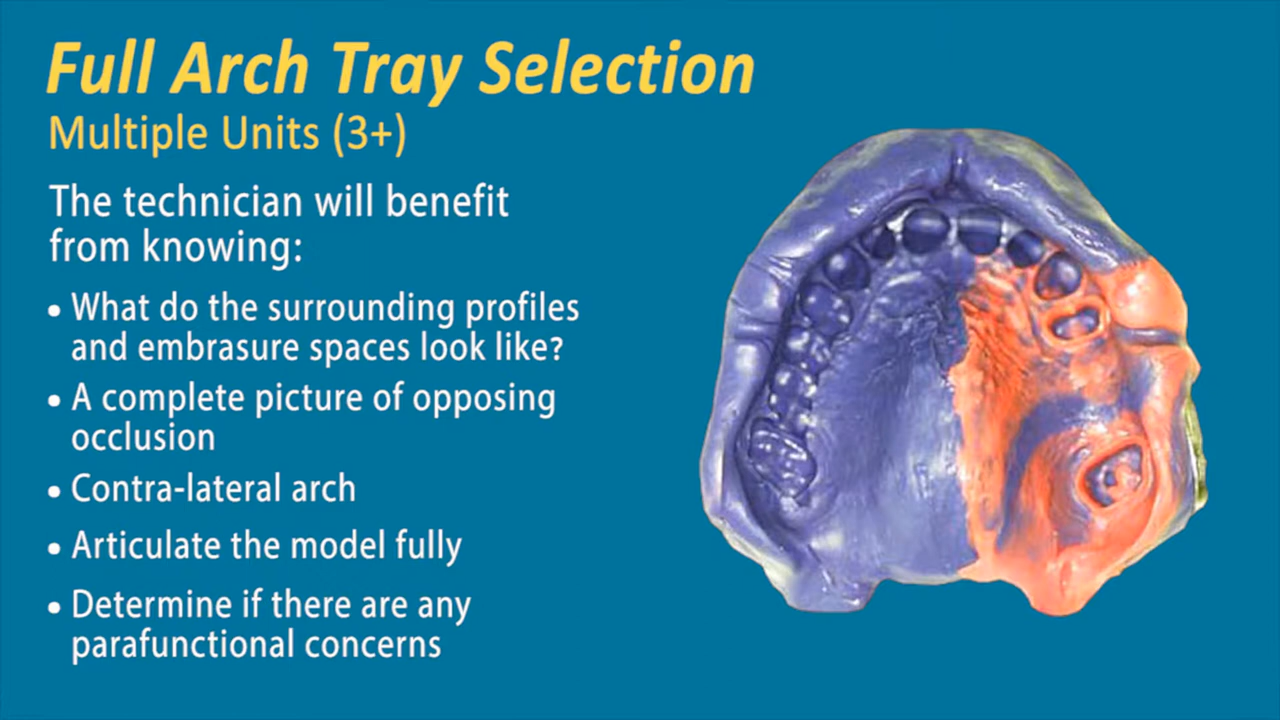 Full Arch Tray Selection
Multiple Units (3+)
The technician will benefit
from knowing:
• What do the surrounding profiles
and embrasure spaces look like?
• A complete picture of opposing
occlusion
• Contra-lateral arch
• Articulate the model fully
• Determine if there are any
parafunctional concerns